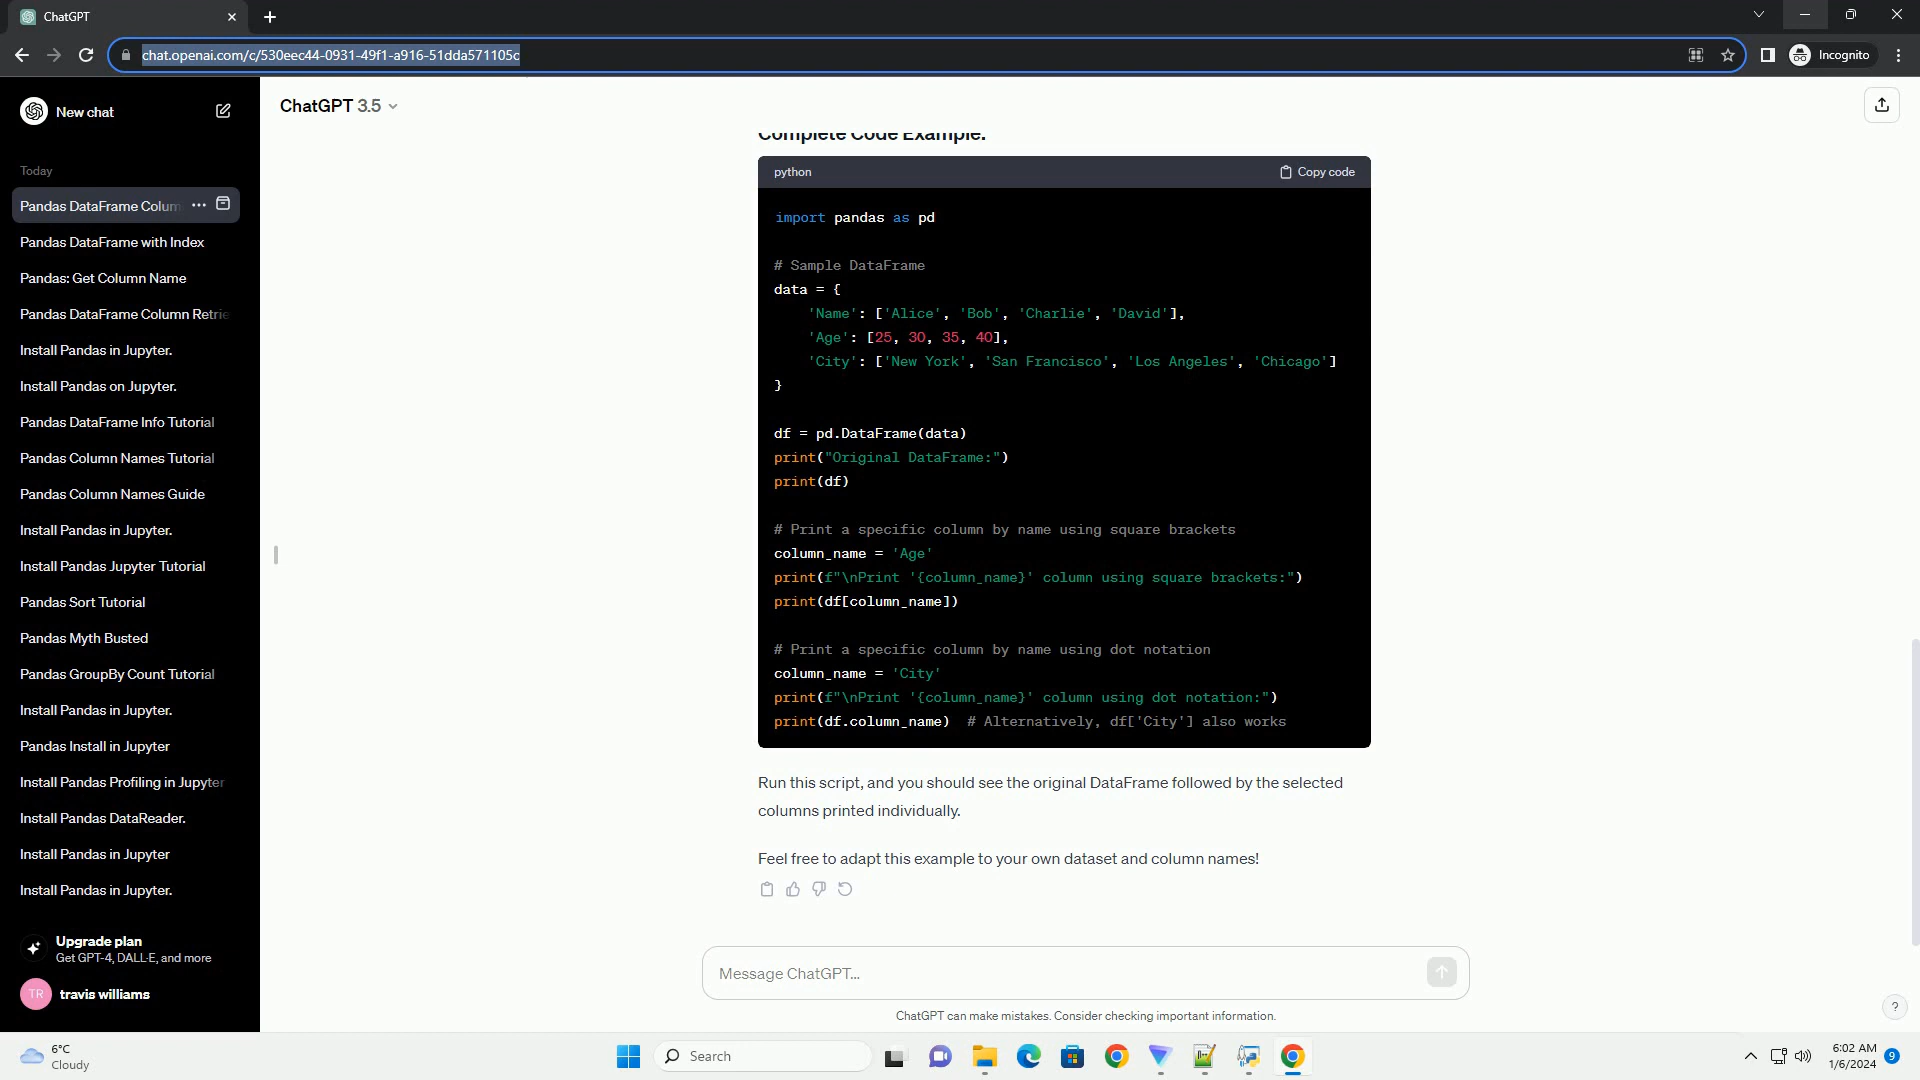 ChatGPT
chat.openai.com/c/530eec44-0931-49f1-a916-51dda571105c
Incognito
New chat
Today
Pandas DataFrame Colum
Pandas DataFrame with Index
Pandas: Get Column Name
Pandas DataFrame Column Retrie
Install Pandas in Jupyter.
Install Pandas on Jupyter.
Pandas DataFrame Info Tutorial
Pandas Column Names Tutorial
Pandas Column Names Guide
Install Pandas in Jupyter.
Install Pandas Jupyter Tutorial
Pandas Sort Tutorial
Pandas Myth Busted
Pandas GroupBy Count Tutorial
Install Pandas in Jupyter.
Pandas Install in Jupyter
Install Pandas Profiling in Jupyter
Install Pandas DataReader.
Install Pandas in Jupyter
Install Pandas in Jupyter.
Upgrade plan
Get GPT-4, DALL·E, and more
TR
travis williams
ChatGPT 3.5
Complete Code Example:
python
Copy code
import pandas as pd
# Sample DataFrame
data = {
'Name': ['Alice', 'Bob', 'Charlie', 'David'],
'Age': [25, 30, 35, 40],
'City': ['New York', 'San Francisco', 'Los Angeles', 'Chicago']
}
df = pd.DataFrame(data)
print("Original DataFrame:")
print(df)
# Print a specific column by name using square brackets
column_name = 'Age'
print(f"\nPrint '{column_name}' column using square brackets:")
print(df[column_name])
# Print a specific column by name using dot notation
column_name = 'City'
print(f"\nPrint '{column_name}' column using dot notation:")
print(df.column_name)  # Alternatively, df['City'] also works
Run this script, and you should see the original DataFrame followed by the selected
columns printed individually.
Feel free to adapt this example to your own dataset and column names!
Message ChatGPT...
ChatGPT can make mistakes. Consider checking important information.
?
6°C
Cloudy
Search
6:02 AM
1/6/2024
9